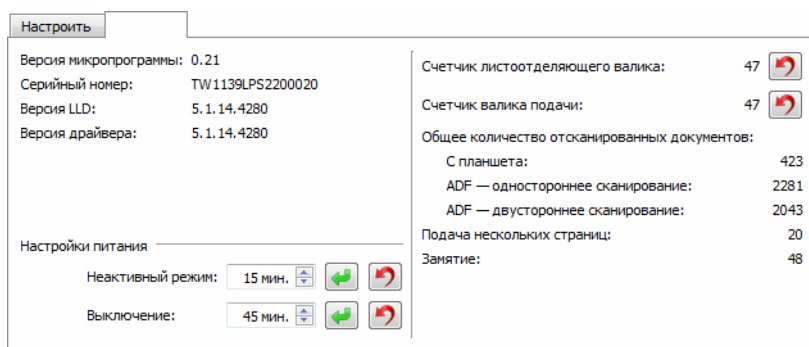 Настроить
Версия микропрограммы: 0.21
Серийный номер: TW1139LPS2200020
Версия LLD: 5.1.14.4280
Версия драйвера: 5.1.14.4280
Настройки питания
Неактивный режим: 15 мин.
Выключение: 45 мин.
Счетчик листоотделяющего валика: 47
Счетчик валика подачи: 47
Общее количество отсканированных документов:
С планшета: 423
ADF — одностороннее сканирование: 2281
ADF — двустороннее сканирование: 2043
Подача нескольких страниц: 20
Замятие: 48